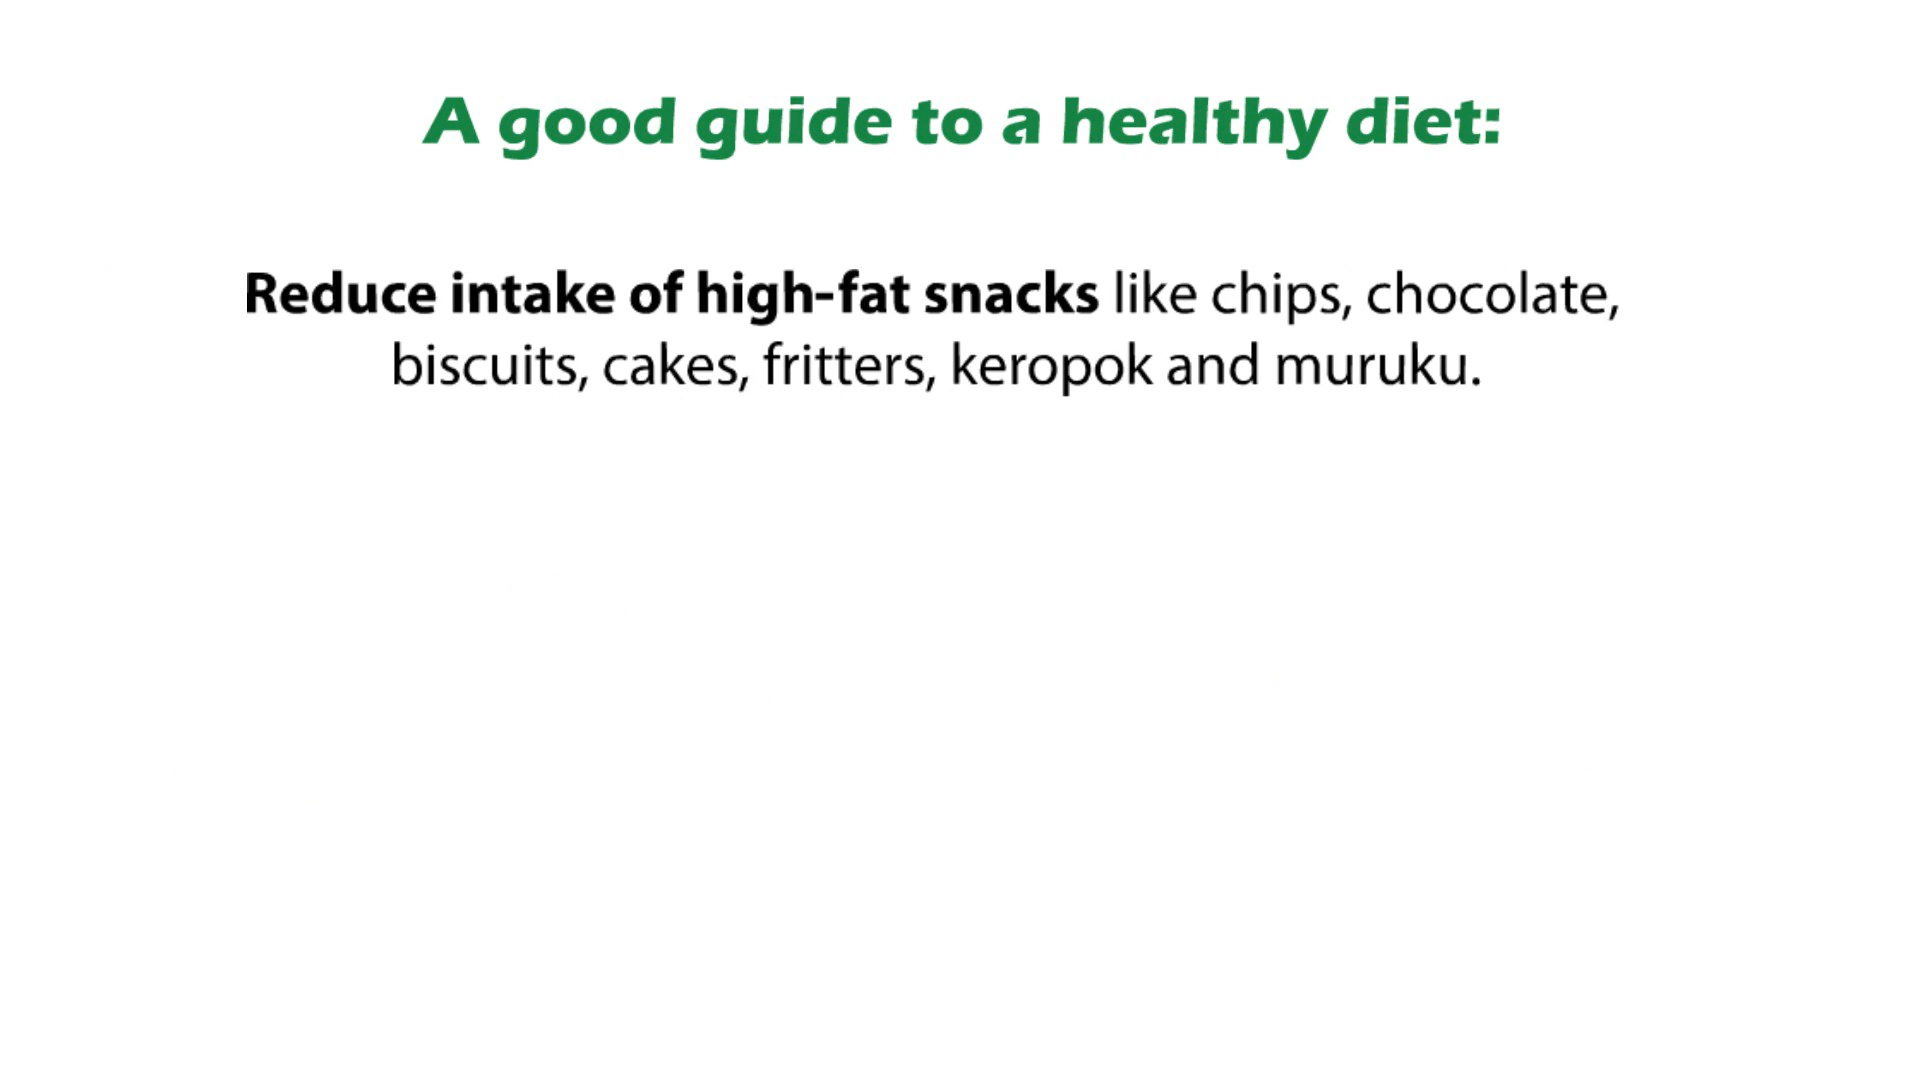 A good guide to a healthy diet:
Reduce intake of high-fat snacks like chips, chocolate,
biscuits, cakes, fritters, keropok and muruku.